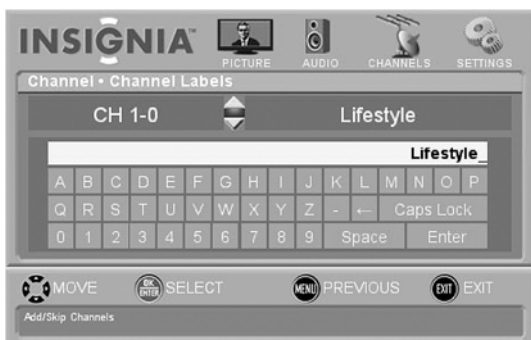 INSIGNIA™
PICTURE AUDIO CHANNELS SETTINGS
Channel • Channel Labels
CH 1-0 Lifestyle
Lifestyle_
A B C D E F G H I J K L M N O P
Q R S T U V W X Y Z - ← Caps Lock
0 1 2 3 4 5 6 7 8 9 Space Enter
MOVE OK ENTER SELECT MENU PREVIOUS EXIT EXIT
Add/Skip Channels